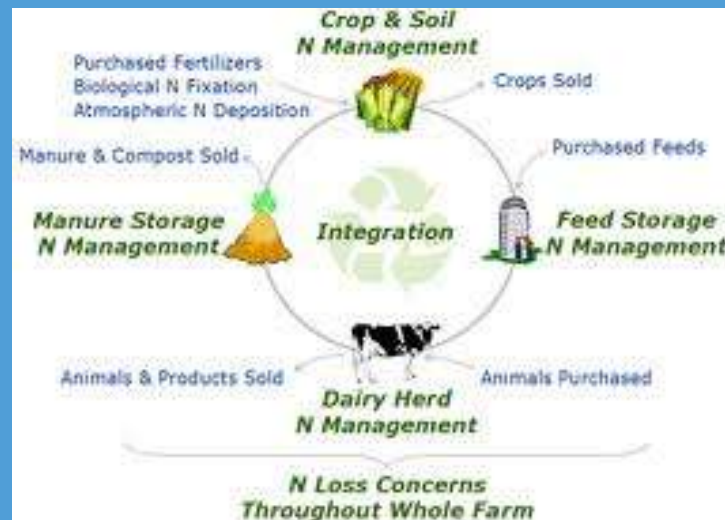 Crop & Soil
N Management
Purchased Fertilizers
Biological N Fixation
Atmospheric N Deposition
Crops Sold
Manure & Compost Sold
Purchased Feeds
Manure Storage
N Management
Integration
Feed Storage
N Management
Animals & Products Sold
Animals Purchased
Dairy Herd
N Management
N Loss Concerns
Throughout Whole Farm